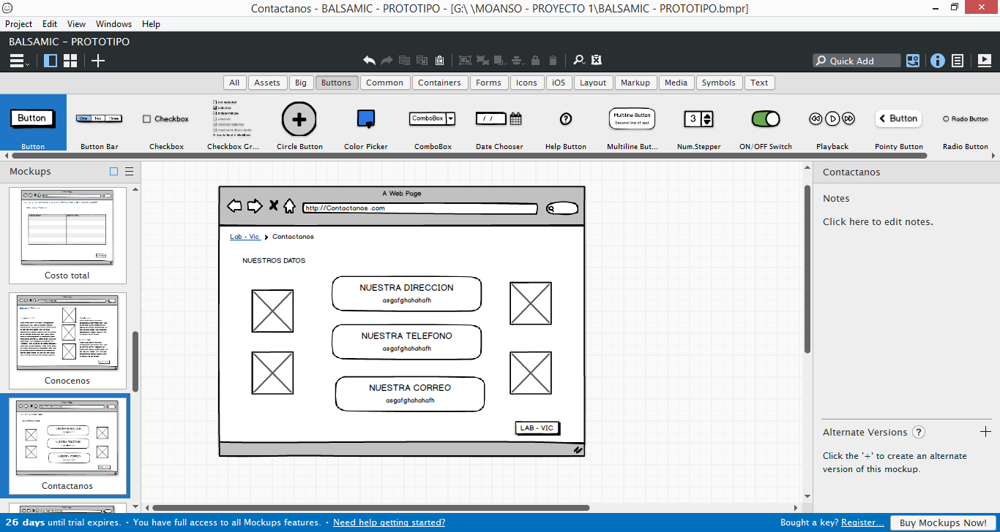 Contactanos - BALSAMIC - PROTOTIPO - [G:\ \MOANSO - PROYECTO 1\BALSAMIC - PROTOTIPO.bmpr]
Project Edit View Windows Help
BALSAMIC - PROTOTIPO
Quick Add
All Assets Big Buttons Common Containers Forms Icons iOS Layout Markup Media Symbols Text
Button
One Two Three
Checkbox
not selected
selected
indeterminate
disabled
disabled selected
disabled indeterminate
A row without a checkbox
ComboBox
/ /
Multiline Button
Second line of text
3
Button
Radio Button
Button Button Bar Checkbox Checkbox Gr... Circle Button Color Picker ComboBox Date Chooser Help Button Multiline But... Num.Stepper ON/OFF Switch Playback Pointy Button Radio Button
Mockups
Costo total
Conocenos
Contactanos
A Web Page
http://Contactanos .com
Lab - Vic > Contactanos
NUESTROS DATOS
NUESTRA DIRECCION
asgafghahahafh
NUESTRA TELEFONO
asgafghahahafh
NUESTRA CORREO
asgafghahahafh
LAB - VIC
Contactanos
Notes
Click here to edit notes.
Alternate Versions ?
Click the '+' to create an alternate
version of this mockup.
26 days until trial expires. · You have full access to all Mockups features. · Need help getting started?
Bought a key? Register... Buy Mockups Now!